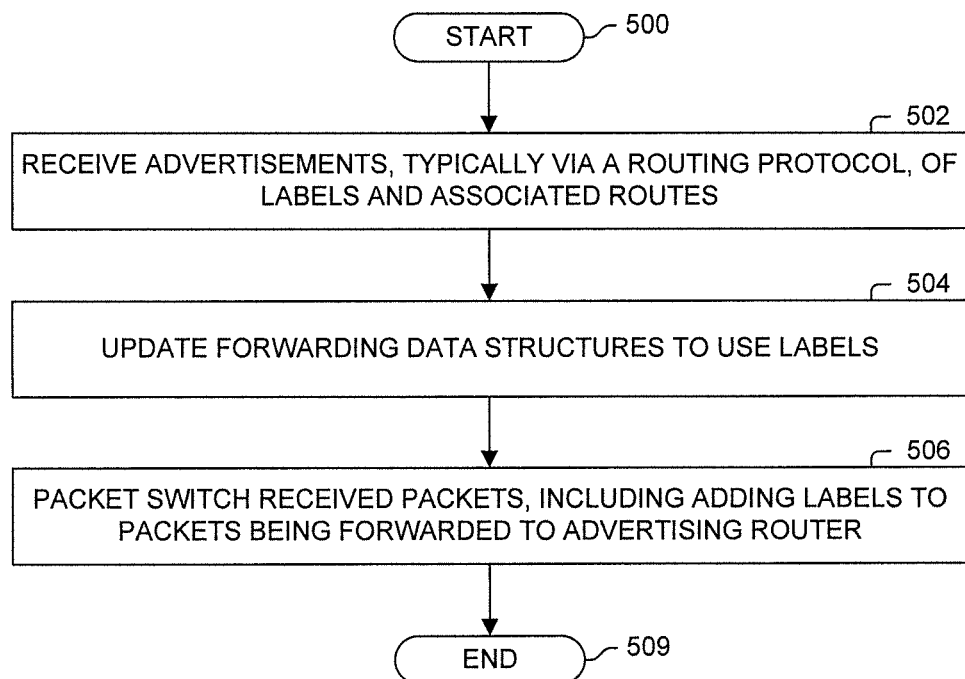 START
500
502
RECEIVE ADVERTISEMENTS, TYPICALLY VIA A ROUTING PROTOCOL, OF
LABELS AND ASSOCIATED ROUTES
504
UPDATE FORWARDING DATA STRUCTURES TO USE LABELS
506
PACKET SWITCH RECEIVED PACKETS, INCLUDING ADDING LABELS TO
PACKETS BEING FORWARDED TO ADVERTISING ROUTER
END
509